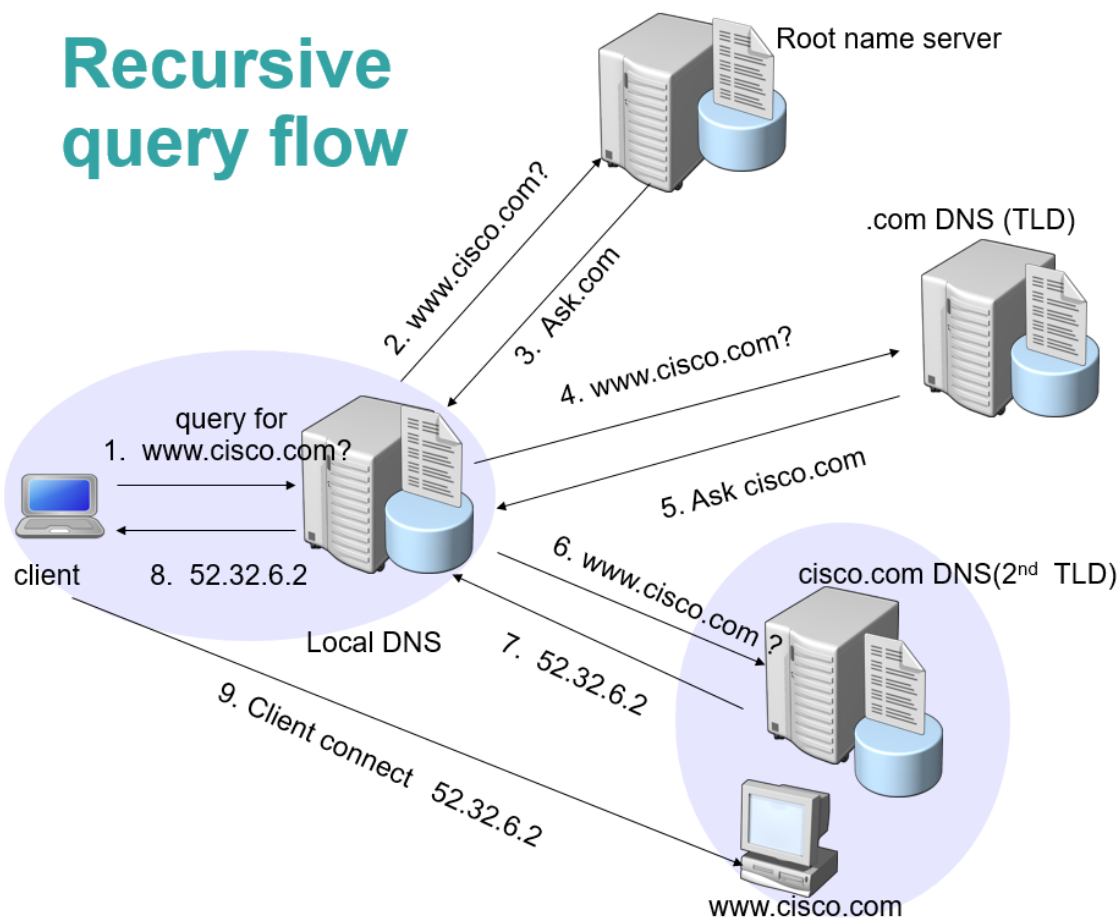 Recursive
query flow
Root name server
.com DNS (TLD)
2. www.cisco.com?
3. Ask.com
4. www.cisco.com?
query for
1. www.cisco.com?
5. Ask cisco.com
6. www.cisco.com ?
cisco.com DNS(2nd TLD)
client
8. 52.32.6.2
Local DNS
7. 52.32.6.2
9. Client connect 52.32.6.2
www.cisco.com